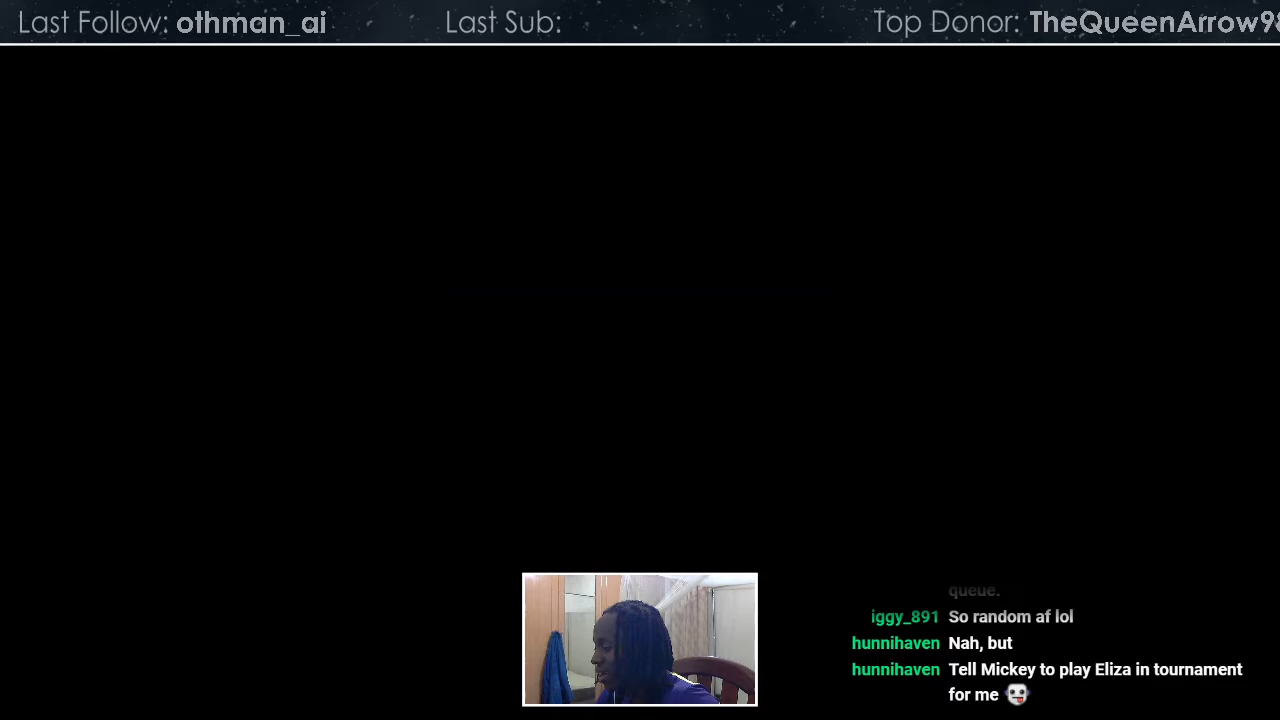 Last Follow: othman_ai
Last Sub:
Top Donor: TheQueenArrow9
queue.
iggy_891 So random af lol
hunnihaven Nah, but
hunnihaven Tell Mickey to play Eliza in tournament
for me